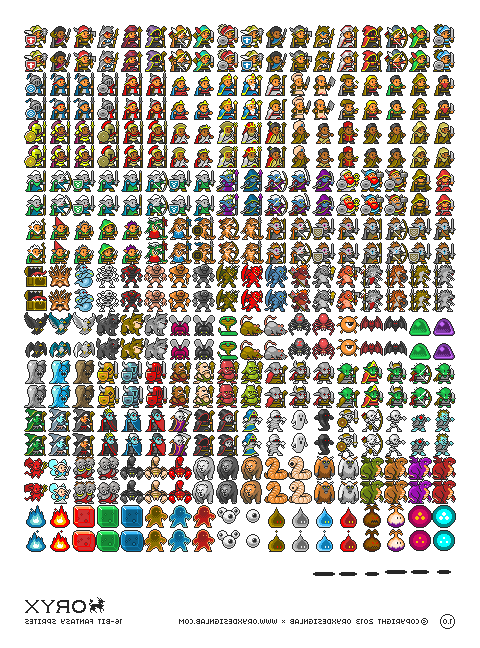 ORYX
16-BIT FANTASY SPRITES
© COPYRIGHT 2013 ORYXDESIGNLAB × WWW.ORYXDESIGNLAB.COM
1.0